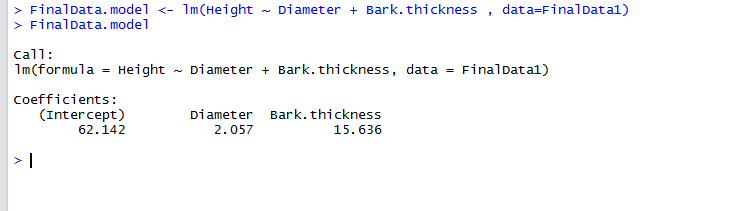 > FinalData.model <- lm(Height ~ Diameter + Bark.thickness , data=FinalData1)
> FinalData.model
Call:
lm(formula = Height ~ Diameter + Bark.thickness, data = FinalData1)
Coefficients:
(Intercept) Diameter Bark.thickness
62.142 2.057 15.636
>